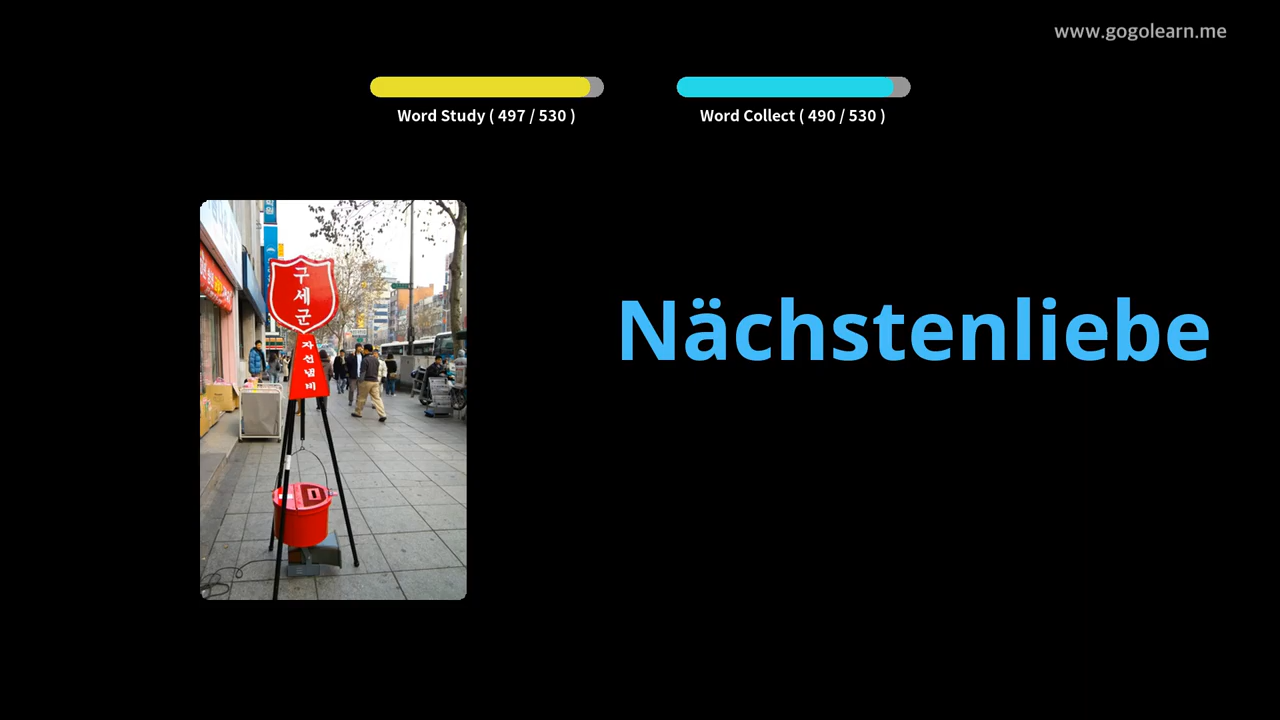 www.gogolearn.me
Word Study ( 497 / 530 )
Word Collect ( 490 / 530 )
구세군
자선냄비
Nächstenliebe